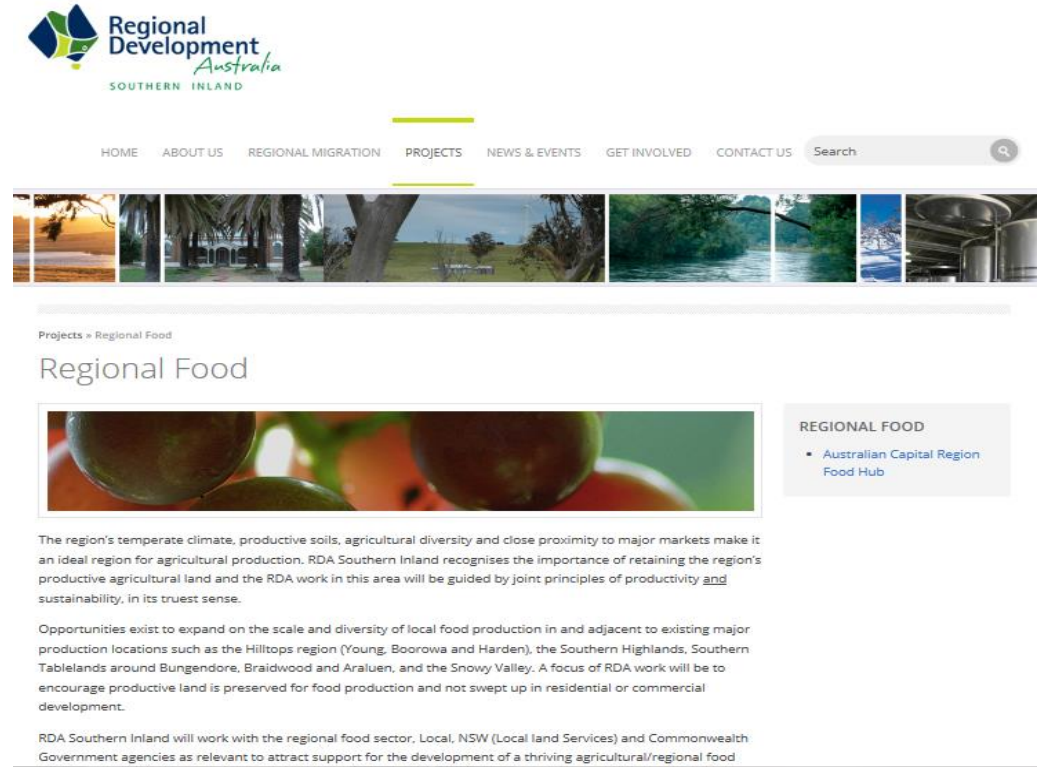 Regional
Development
Australia
SOUTHERN INLAND
HOME ABOUT US REGIONAL MIGRATION PROJECTS NEWS & EVENTS GET INVOLVED CONTACT US Search
Projects » Regional Food
Regional Food
REGIONAL FOOD
• Australian Capital Region
Food Hub
The region's temperate climate, productive soils, agricultural diversity and close proximity to major markets make it
an ideal region for agricultural production. RDA Southern Inland recognises the importance of retaining the region's
productive agricultural land and the RDA work in this area will be guided by joint principles of productivity and
sustainability, in its truest sense.
Opportunities exist to expand on the scale and diversity of local food production in and adjacent to existing major
production locations such as the Hilltops region (Young, Boorowa and Harden), the Southern Highlands, Southern
Tablelands around Bungendore, Braidwood and Araluen, and the Snowy Valley. A focus of RDA work will be to
encourage productive land is preserved for food production and not swept up in residential or commercial
development.
RDA Southern Inland will work with the regional food sector, Local, NSW (Local land Services) and Commonwealth
Government agencies as relevant to attract support for the development of a thriving agricultural/regional food